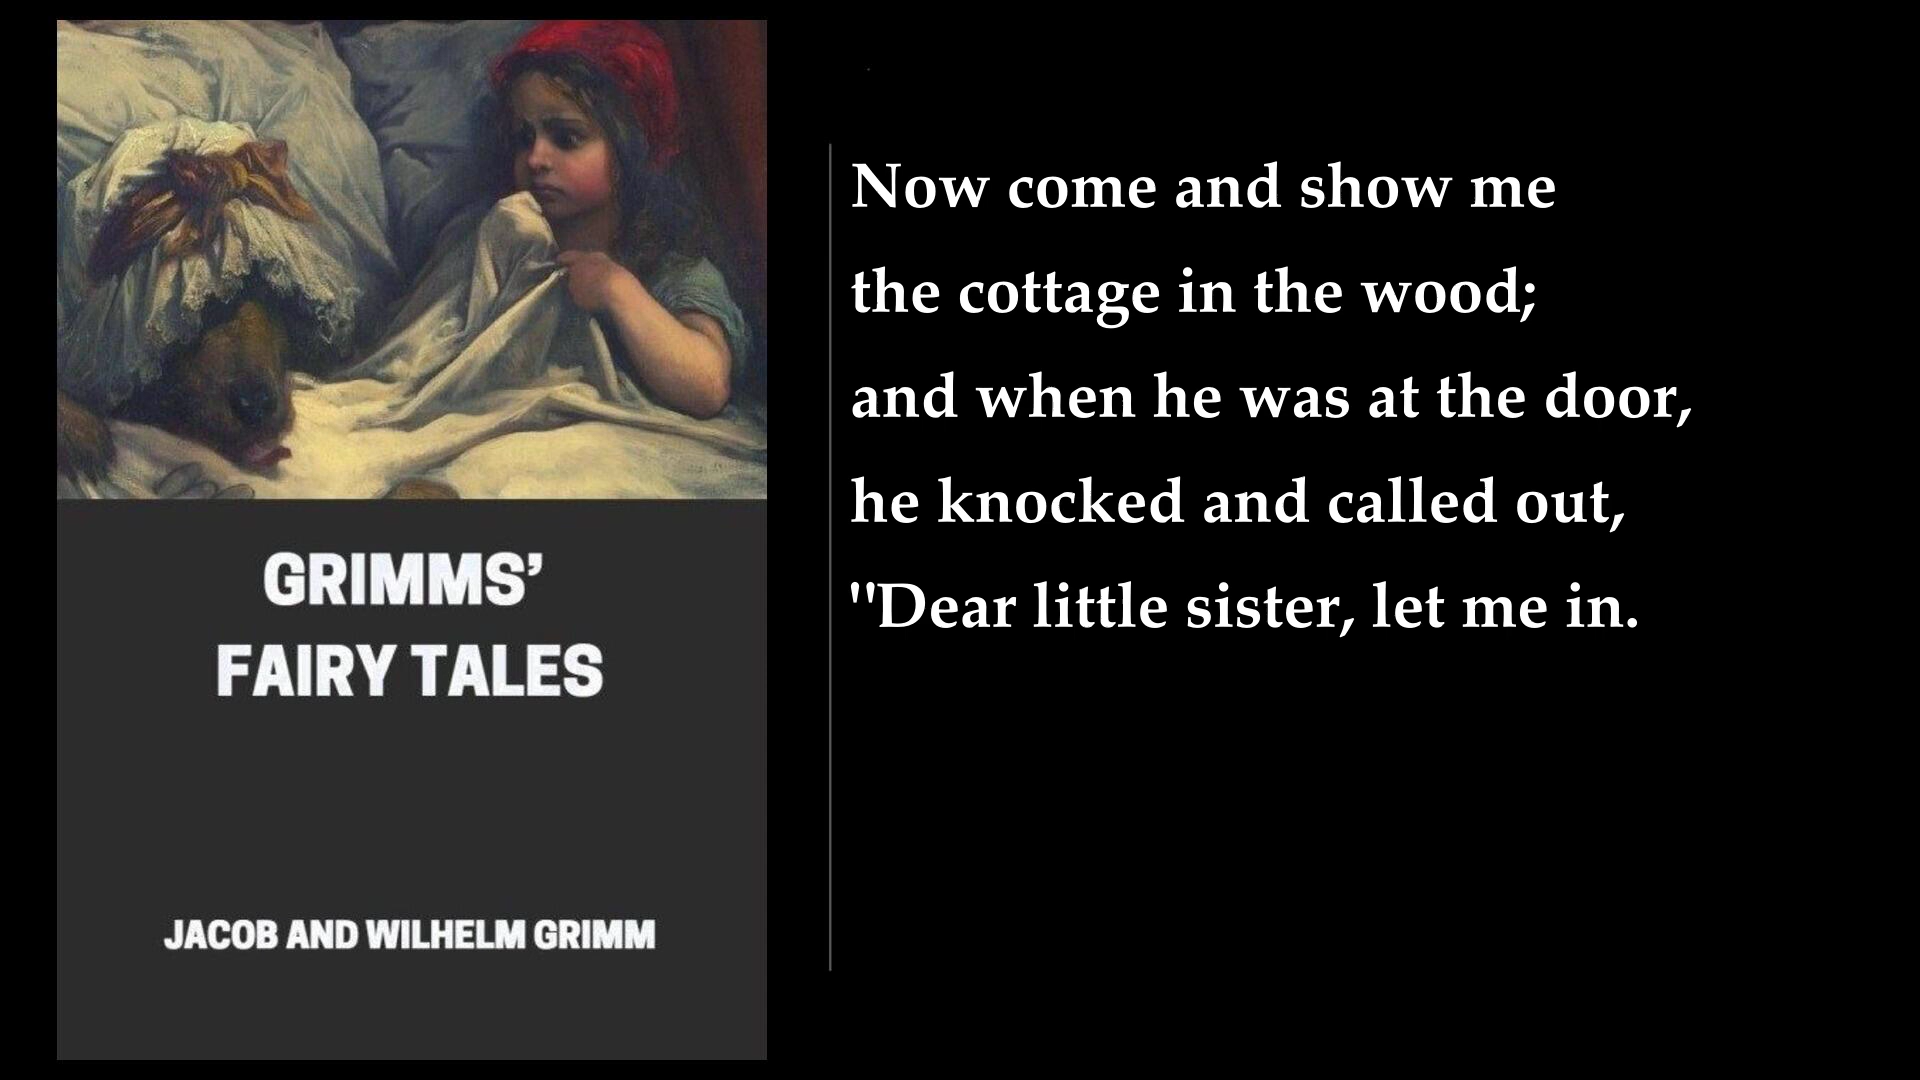 GRIMMS’
FAIRY TALES
JACOB AND WILHELM GRIMM
Now come and show me
the cottage in the wood;
and when he was at the door,
he knocked and called out,
"Dear little sister, let me in.